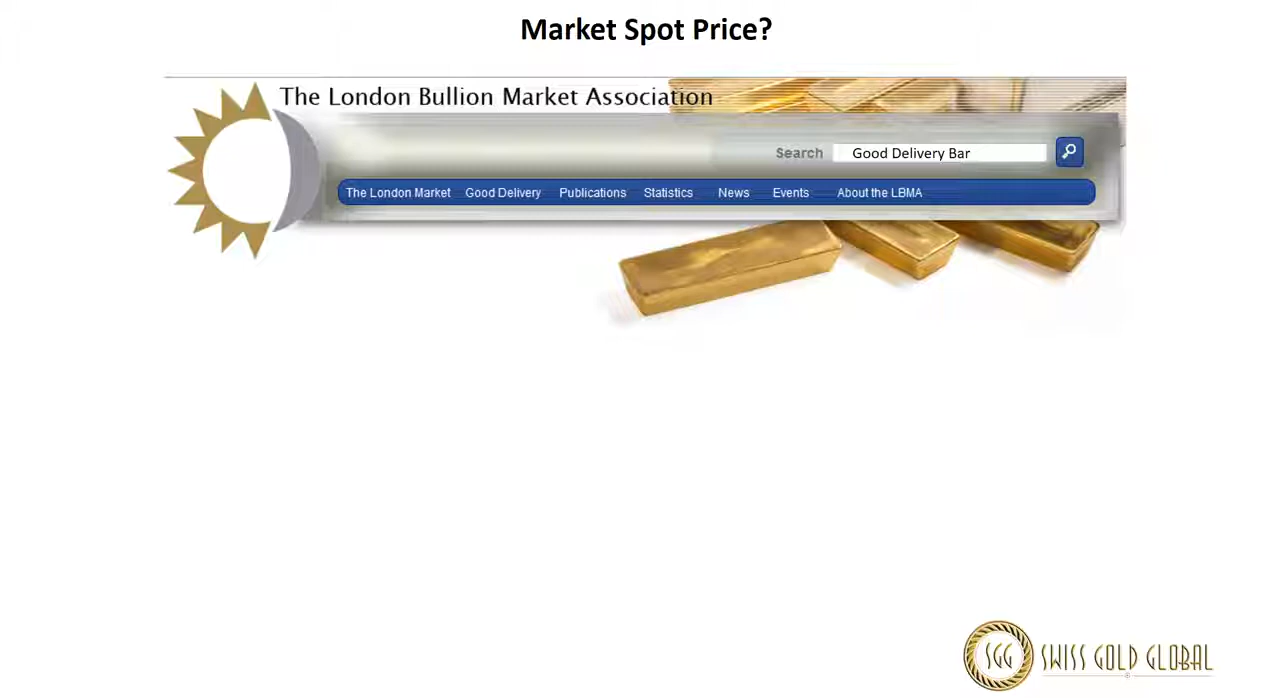 Market Spot Price?
The London Bullion Market Association
Search Good Delivery Bar
The London Market Good Delivery Publications Statistics News Events About the LBMA
SGG SWISS GOLD GLOBAL